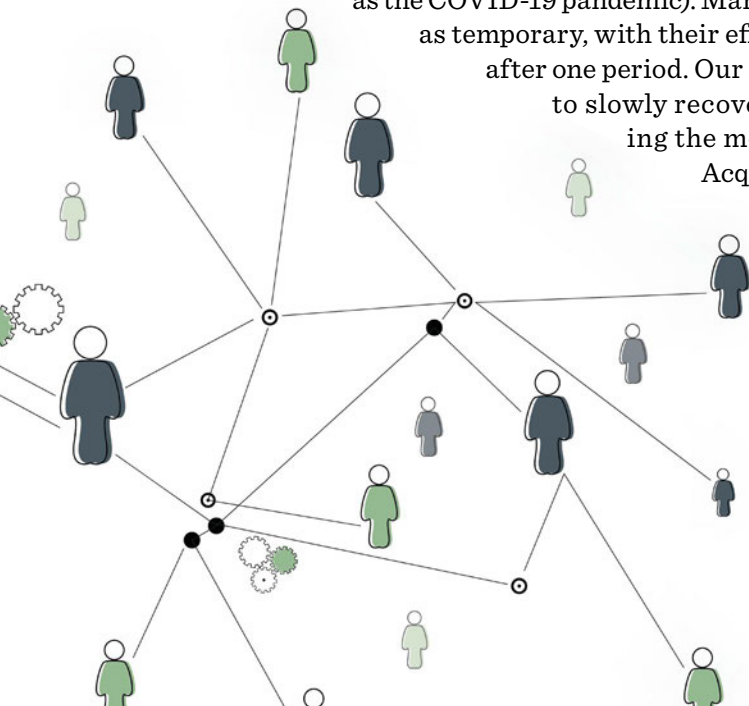 as the COVID-19 pandemic). Mar
as temporary, with their eff
after one period. Our
to slowly recove
ing the m
Acq